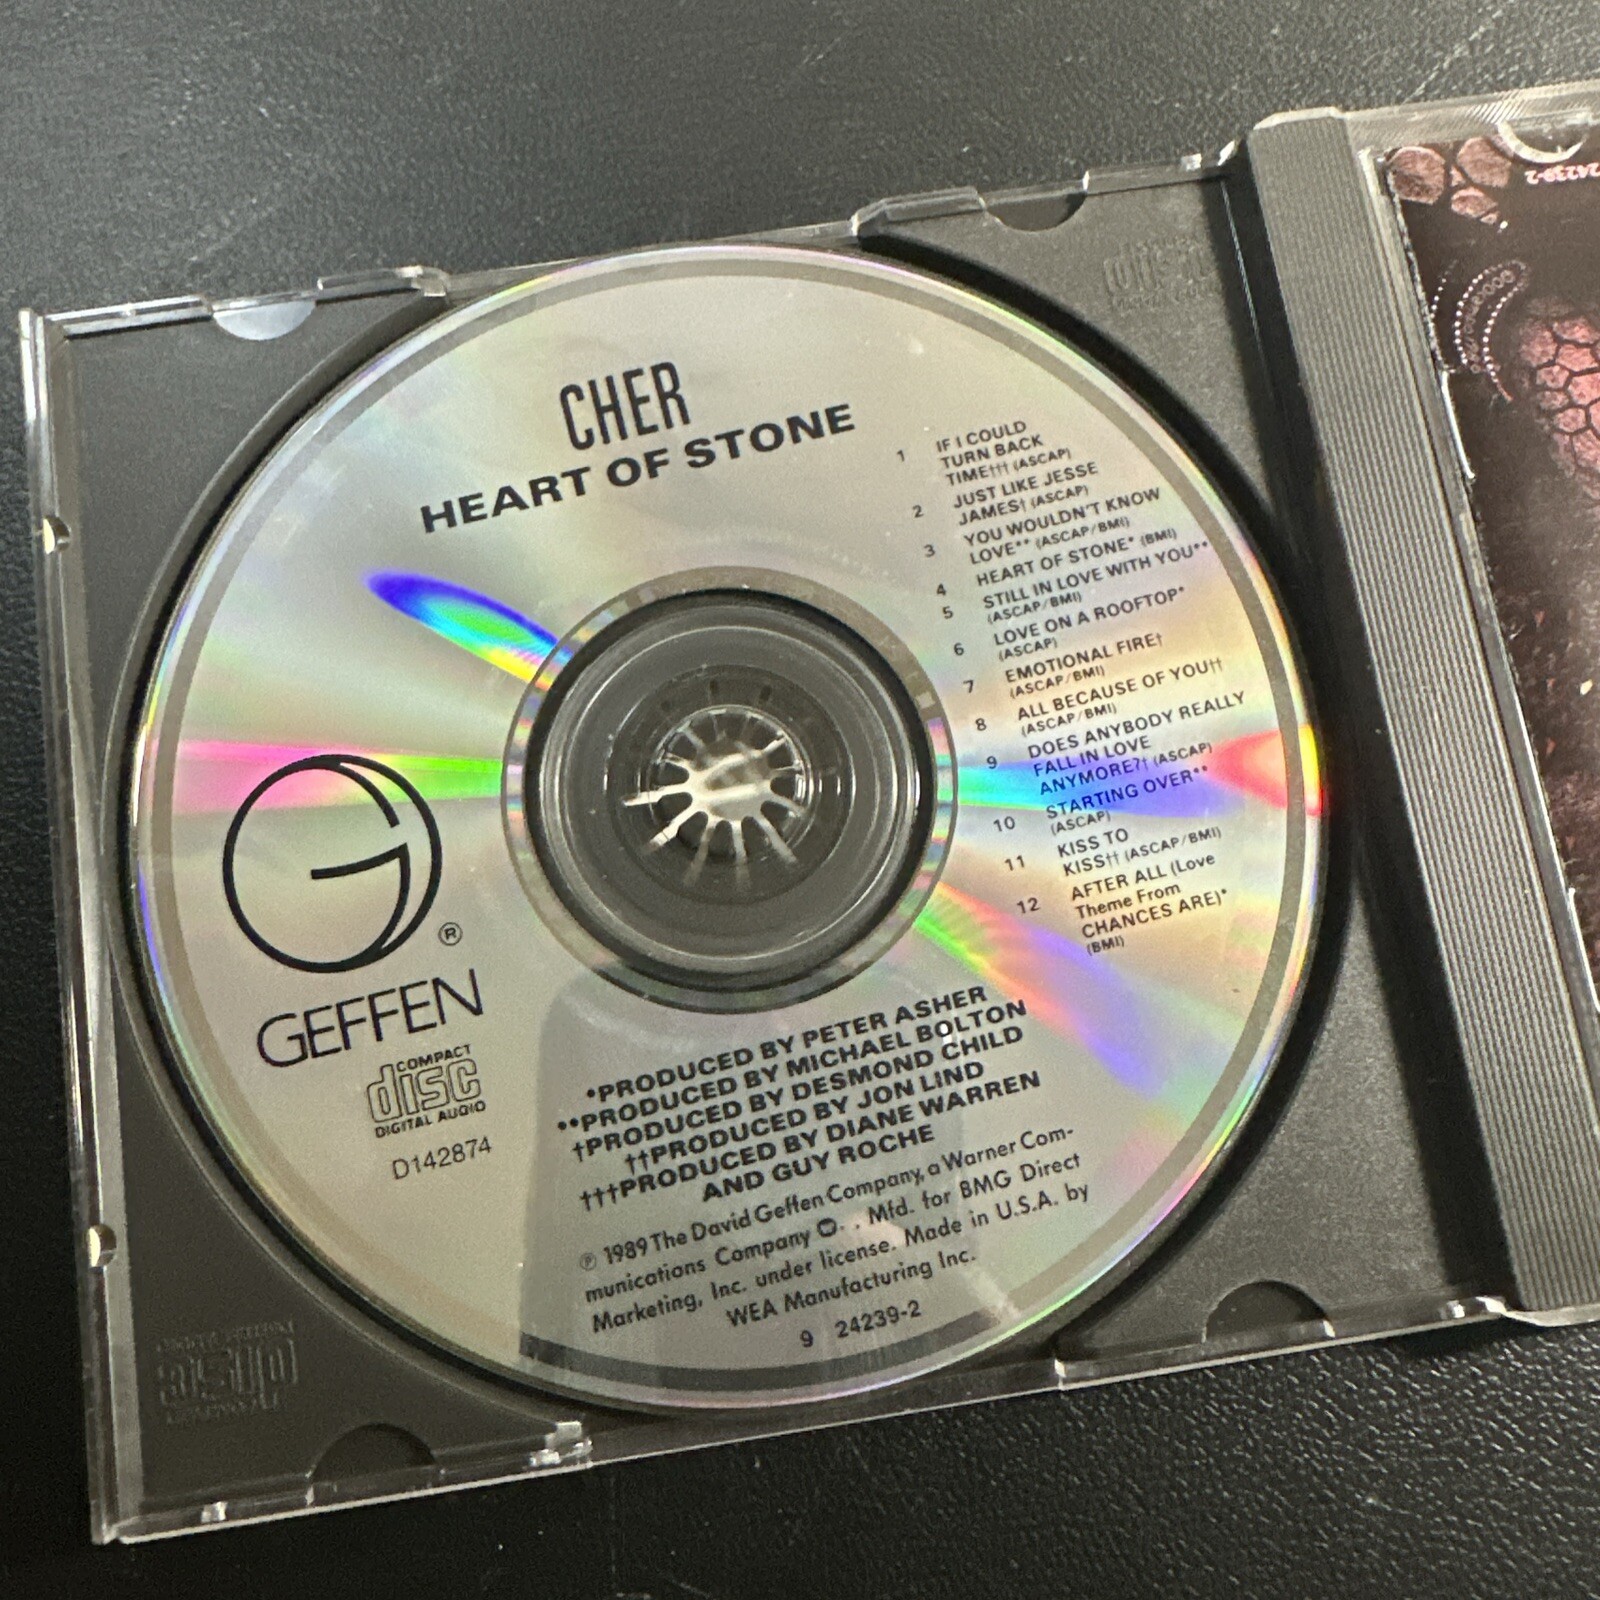 CHER
HEART OF STONE
1 IF I COULD
TURN BACK
TIME††† (ASCAP)
2 JUST LIKE JESSE
JAMES† (ASCAP)
3 YOU WOULDN'T KNOW
LOVE** (ASCAP/BMI)
4 HEART OF STONE* (BMI)
5 STILL IN LOVE WITH YOU**
(ASCAP/BMI)
6 LOVE ON A ROOFTOP*
(ASCAP)
7 EMOTIONAL FIRE†
(ASCAP/BMI)
8 ALL BECAUSE OF YOU††
(ASCAP/BMI)
9 DOES ANYBODY REALLY
FALL IN LOVE
ANYMORE?† (ASCAP)
10 STARTING OVER**
(ASCAP)
11 KISS TO
KISS†† (ASCAP/BMI)
12 AFTER ALL (Love
Theme From
CHANCES ARE)*
(BMI)
®
GEFFEN
COMPACT
disc
DIGITAL AUDIO
D142874
*PRODUCED BY PETER ASHER
**PRODUCED BY MICHAEL BOLTON
†PRODUCED BY DESMOND CHILD
††PRODUCED BY JON LIND
†††PRODUCED BY DIANE WARREN
AND GUY ROCHE
℗ 1989 The David Geffen Company, a Warner Com-
munications Company . . Mfd. for BMG Direct
Marketing, Inc. under license. Made in U.S.A. by
WEA Manufacturing Inc.
9 24239-2
24239-2
disc
disc